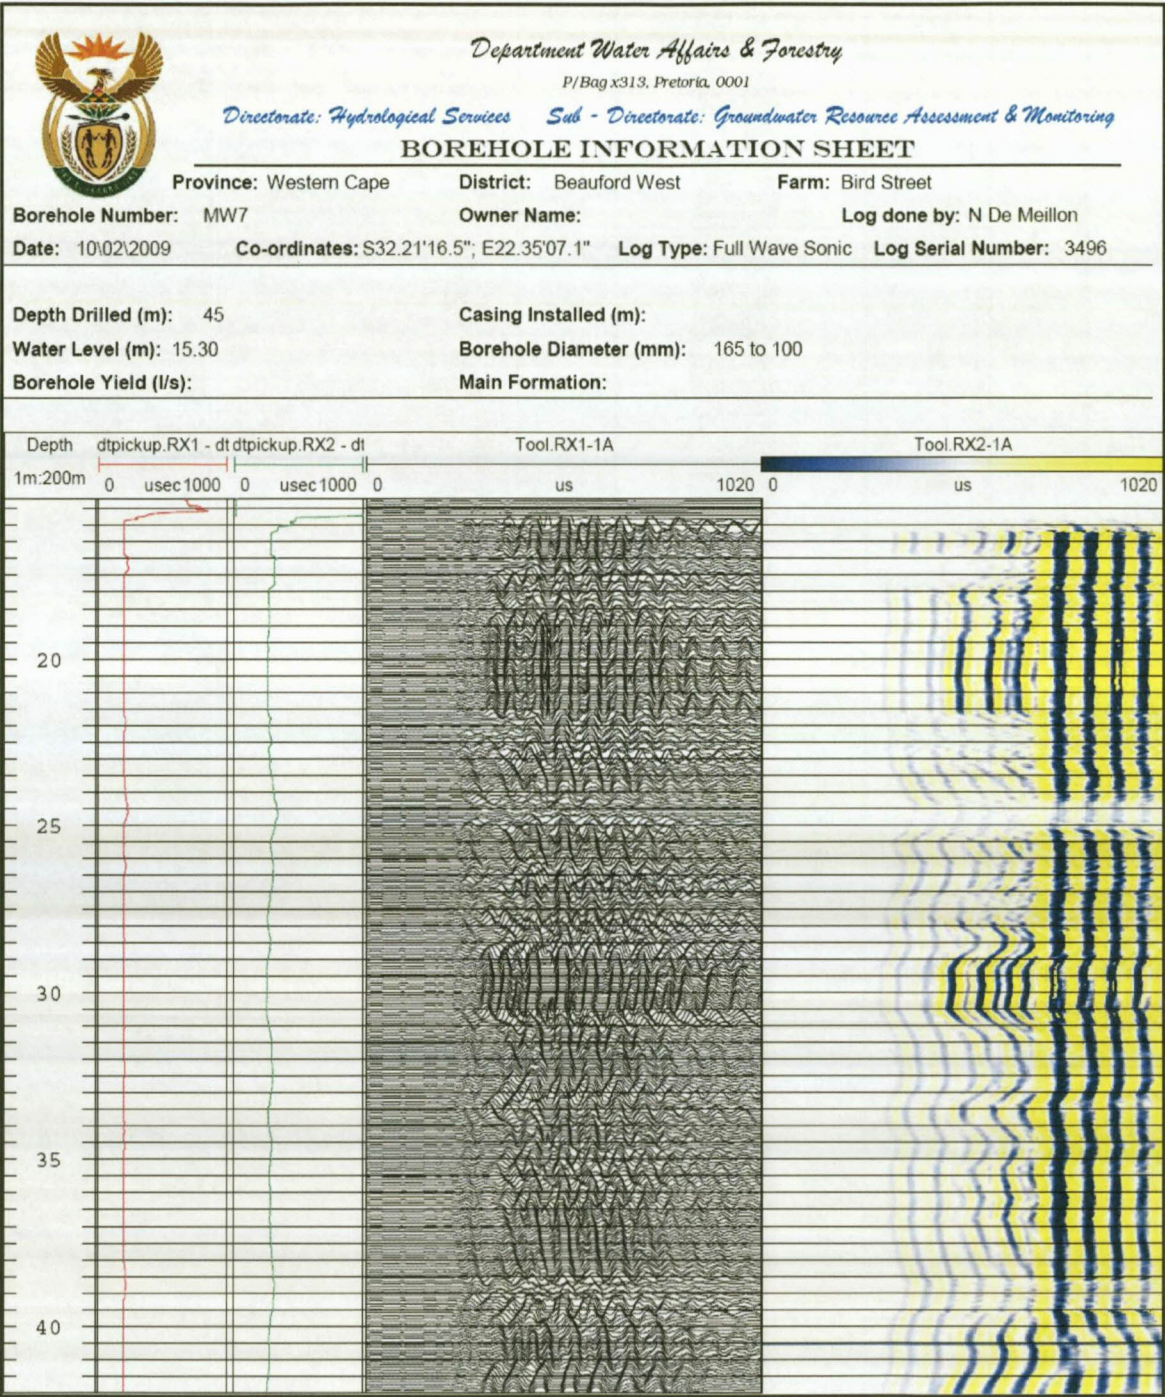 Department Water Affairs & Forestry
P/Bag x313, Pretoria, 0001
Directorate: Hydrological Services Sub - Directorate: Groundwater Resource Assessment & Monitoring
BOREHOLE INFORMATION SHEET
Province: Western Cape District: Beauford West Farm: Bird Street
Borehole Number: MW7 Owner Name: Log done by: N De Meillon
Date: 10\02\2009 Co-ordinates: S32.21'16.5"; E22.35'07.1" Log Type: Full Wave Sonic Log Serial Number: 3496
Depth Drilled (m): 45 Casing Installed (m):
Water Level (m): 15.30 Borehole Diameter (mm): 165 to 100
Borehole Yield (l/s): Main Formation:
Depth dtpickup.RX1 - dt dtpickup.RX2 - dt Tool.RX1-1A Tool.RX2-1A
1m:200m 0 usec 1000 0 usec 1000 0 us 1020 0 us 1020
20
25
30
35
40